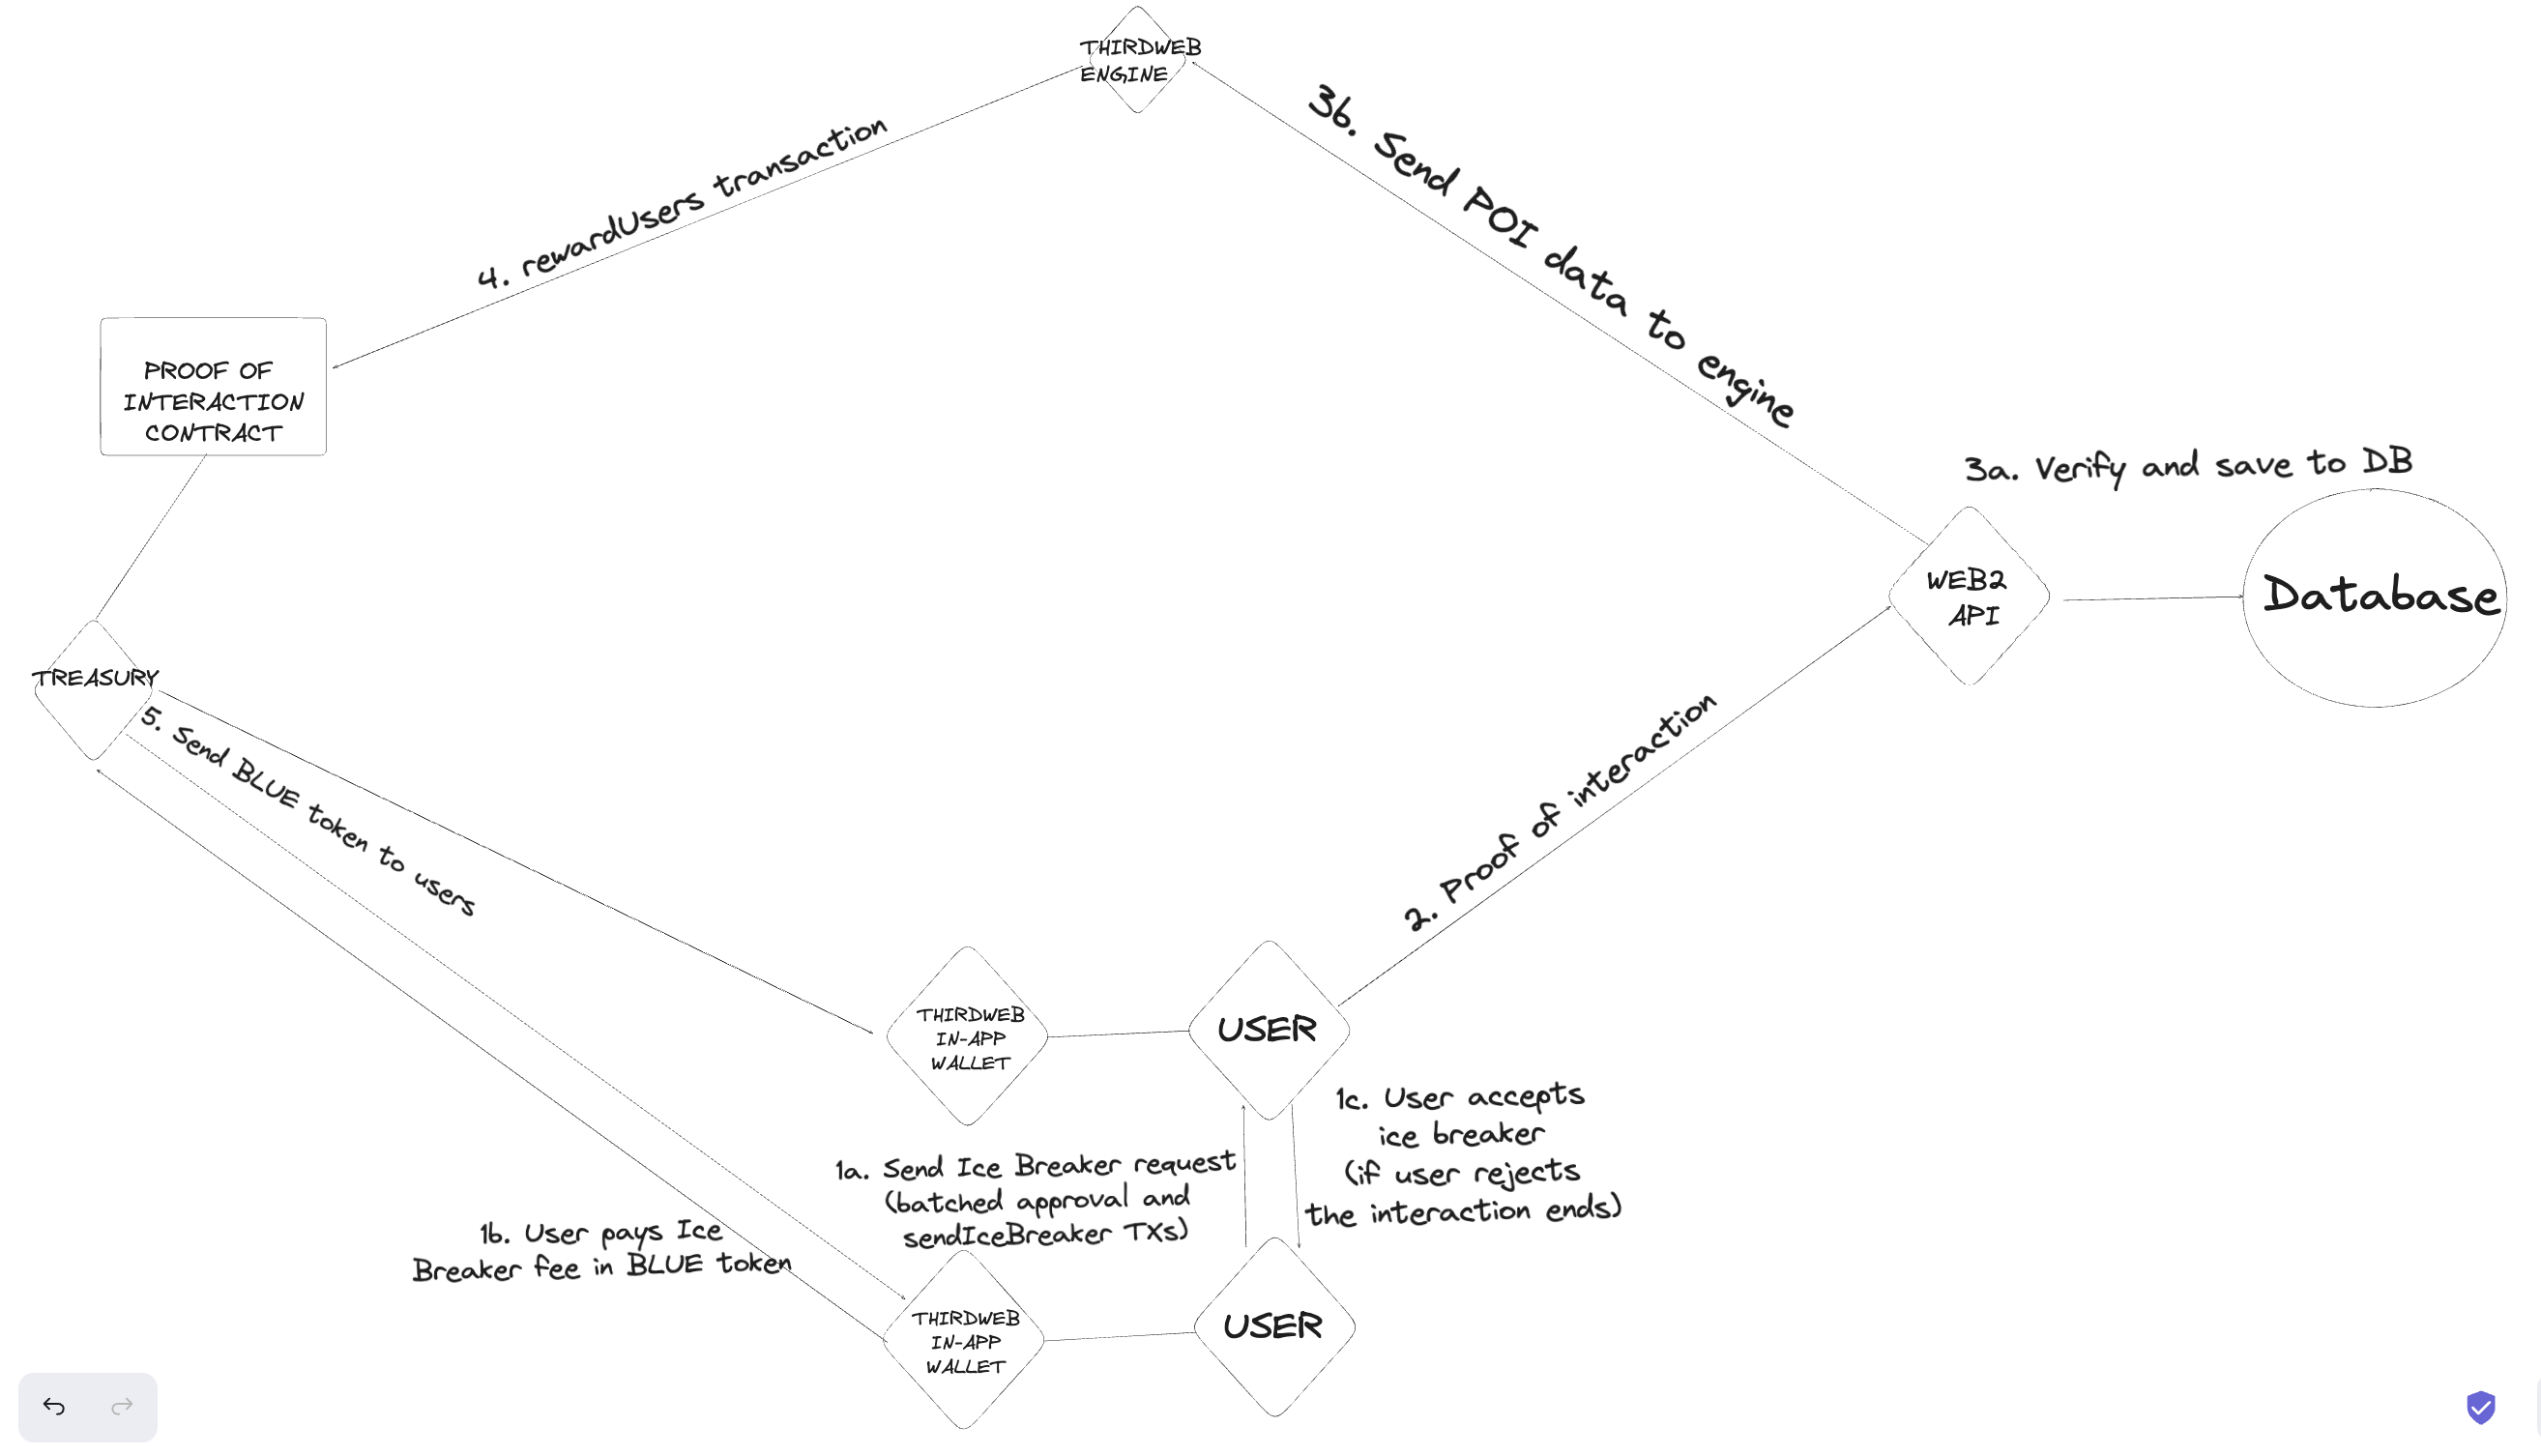 THIRDWEB
ENGINE
3b. Send POI data to engine
4. rewardUsers transaction
PROOF OF
INTERACTION
CONTRACT
3a. Verify and save to DB
WEB2
API
Database
TREASURY
5. Send BLUE token to users
2. Proof of interaction
THIRDWEB
IN-APP
WALLET
USER
1c. User accepts
ice breaker
(if user rejects
the interaction ends)
1a. Send Ice Breaker request
(batched approval and
sendIceBreaker TXs)
1b. User pays Ice
Breaker fee in BLUE token
THIRDWEB
IN-APP
WALLET
USER